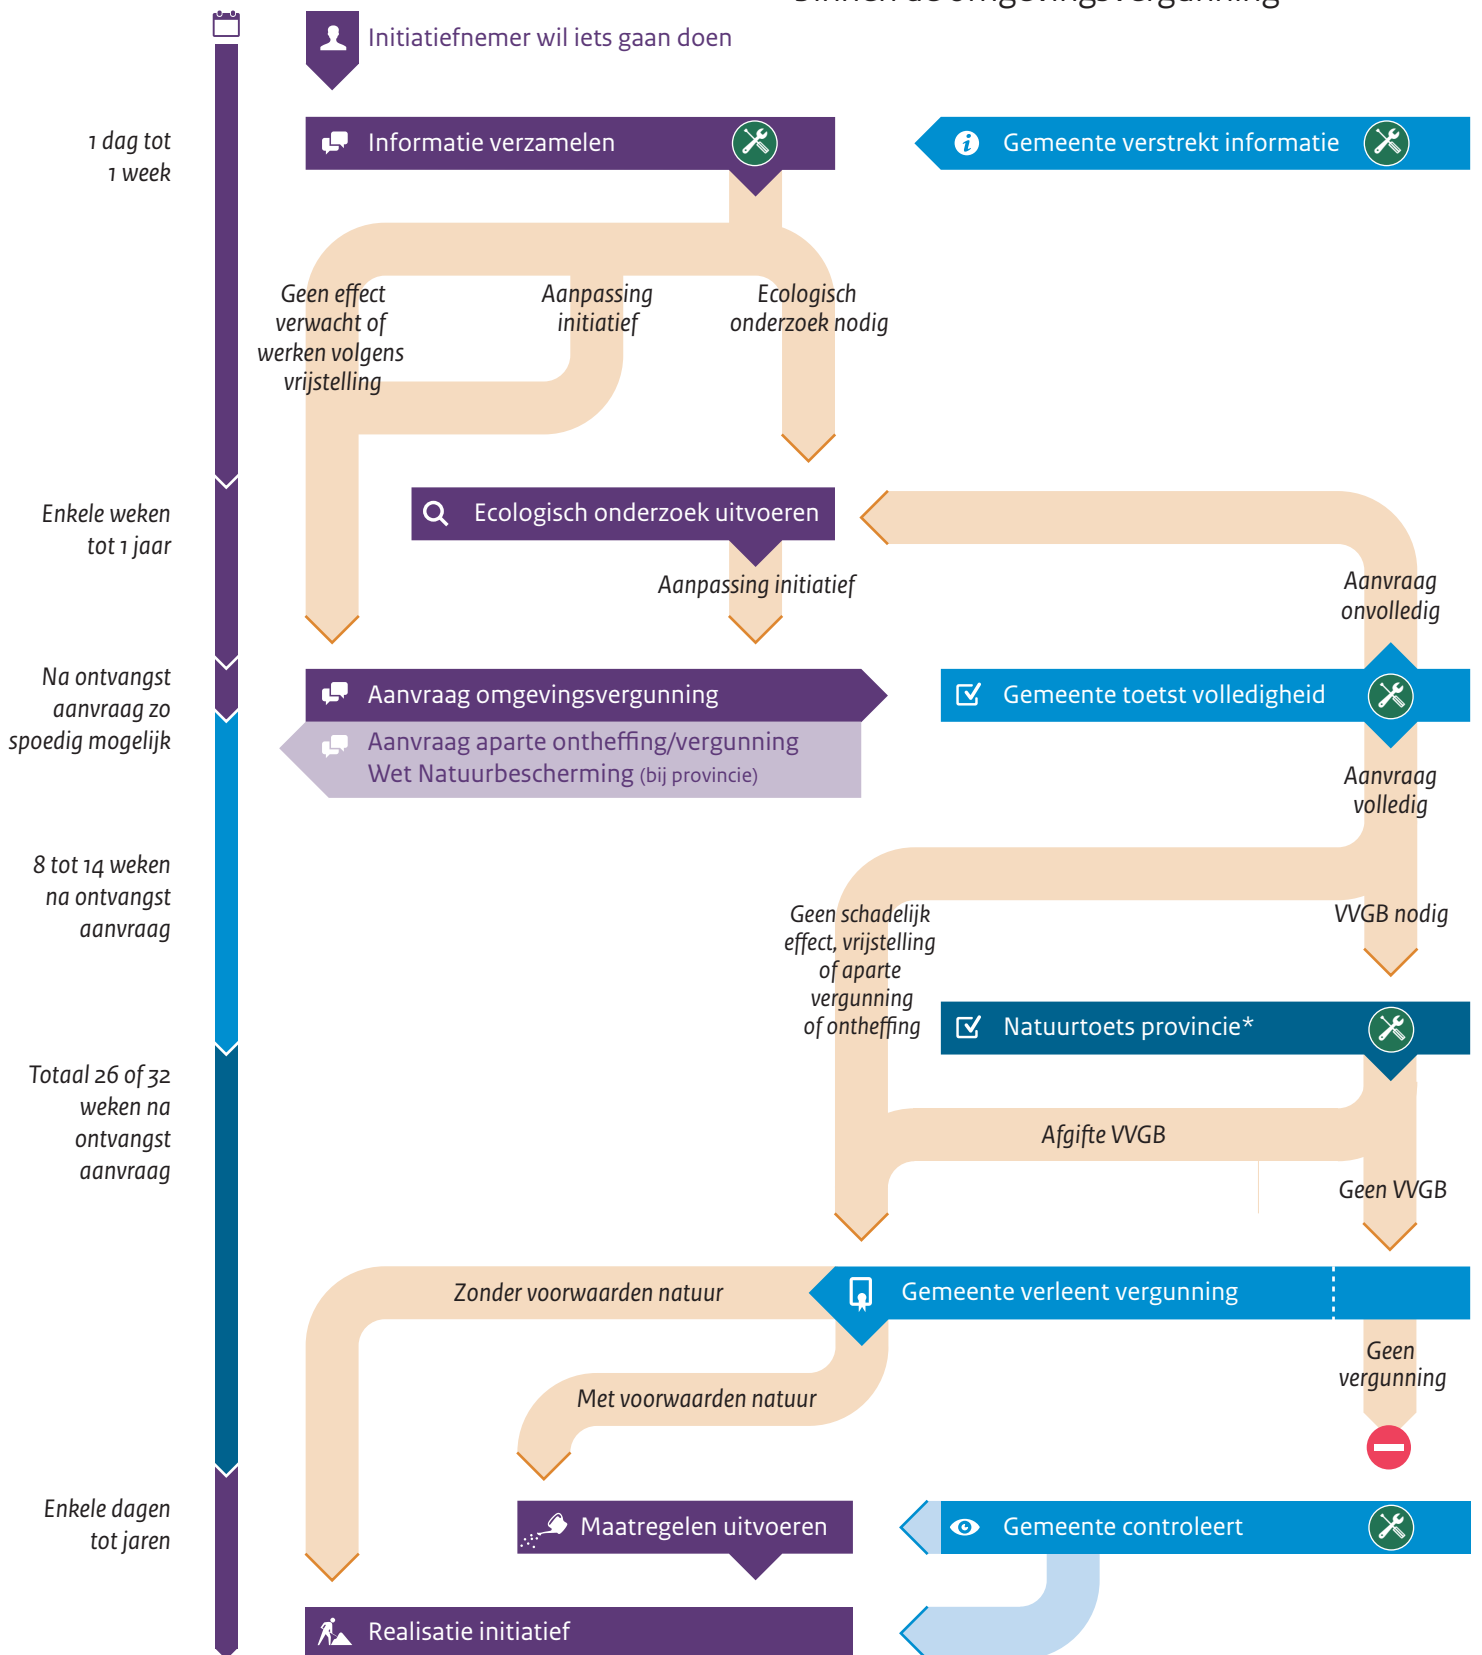 Binnen de omgevingsvergunning
Initiatiefnemer wil iets gaan doen
1 dag tot
1 week
Informatie verzamelen
Gemeente verstrekt informatie
Geen effect
verwacht of
werken volgens
vrijstelling
Aanpassing
initiatief
Ecologisch
onderzoek nodig
Enkele weken
tot 1 jaar
Ecologisch onderzoek uitvoeren
Aanpassing initiatief
Aanvraag
onvolledig
Na ontvangst
aanvraag zo
spoedig mogelijk
Aanvraag omgevingsvergunning
Gemeente toetst volledigheid
Aanvraag aparte ontheffing/vergunning
Wet Natuurbescherming (bij provincie)
Aanvraag
volledig
8 tot 14 weken
na ontvangst
aanvraag
Geen schadelijk
effect, vrijstelling
of aparte
vergunning
of ontheffing
VVGB nodig
Natuurtoets provincie*
Totaal 26 of 32
weken na
ontvangst
aanvraag
Afgifte VVGB
Geen VVGB
Zonder voorwaarden natuur
Gemeente verleent vergunning
Geen
vergunning
Met voorwaarden natuur
Enkele dagen
tot jaren
Maatregelen uitvoeren
Gemeente controleert
Realisatie initiatief